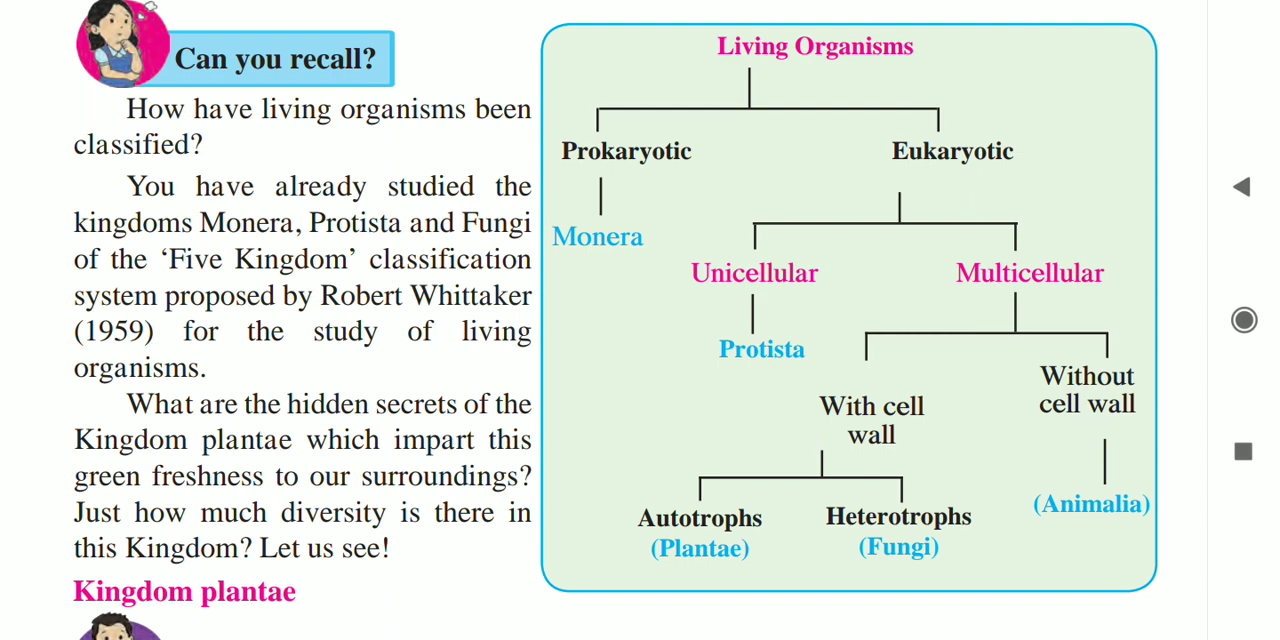 Can you recall?
How have living organisms been
classified?
You have already studied the
kingdoms Monera, Protista and Fungi
of the ‘Five Kingdom’ classification
system proposed by Robert Whittaker
(1959) for the study of living
organisms.
What are the hidden secrets of the
Kingdom plantae which impart this
green freshness to our surroundings?
Just how much diversity is there in
this Kingdom? Let us see!
Kingdom plantae
Living Organisms
Prokaryotic
Eukaryotic
Monera
Unicellular
Multicellular
Protista
With cell
wall
Without
cell wall
Autotrophs
(Plantae)
Heterotrophs
(Fungi)
(Animalia)